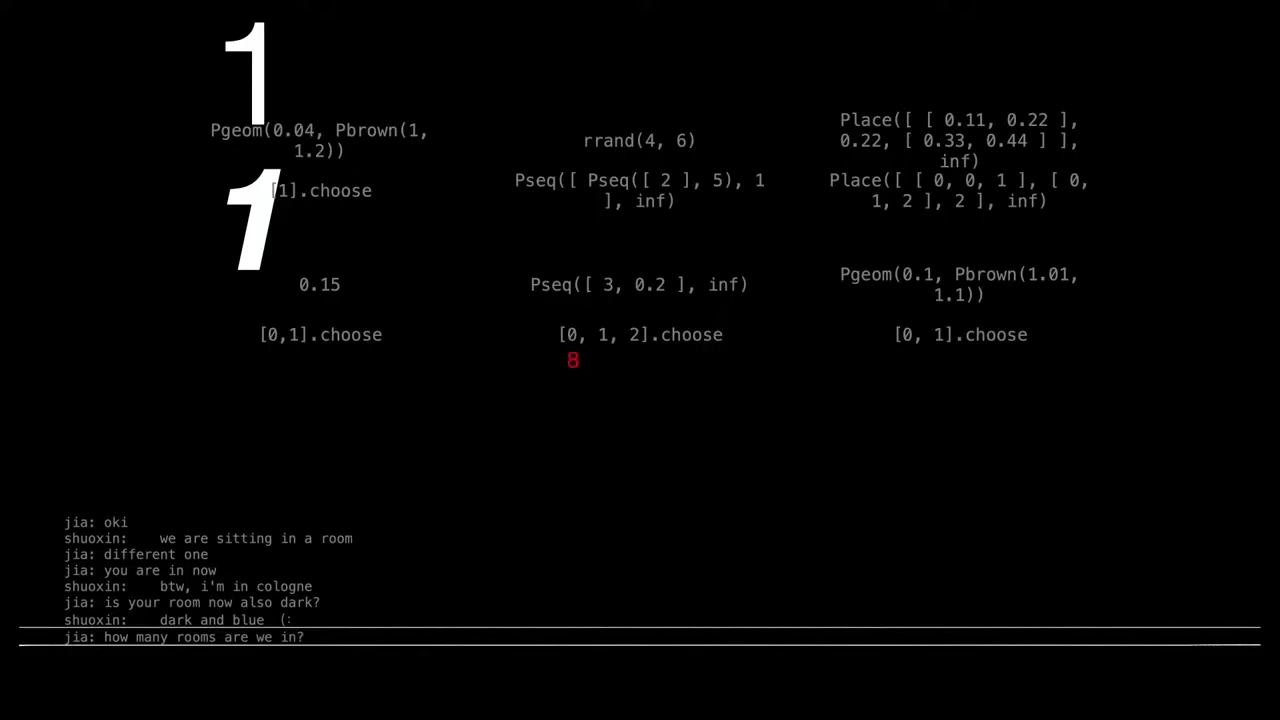 1
Pgeom(0.04, Pbrown(1,
1.2))
rrand(4, 6)
Place([ [ 0.11, 0.22 ],
0.22, [ 0.33, 0.44 ] ],
inf)
1
[1].choose
Pseq([ Pseq([ 2 ], 5), 1
], inf)
Place([ [ 0, 0, 1 ], [ 0,
1, 2 ], 2 ], inf)
0.15
Pseq([ 3, 0.2 ], inf)
Pgeom(0.1, Pbrown(1.01,
1.1))
[0,1].choose
[0, 1, 2].choose
[0, 1].choose
8
jia: oki
shuoxin:    we are sitting in a room
jia: different one
jia: you are in now
shuoxin:    btw, i'm in cologne
jia: is your room now also dark?
shuoxin:    dark and blue  (:
jia: how many rooms are we in?